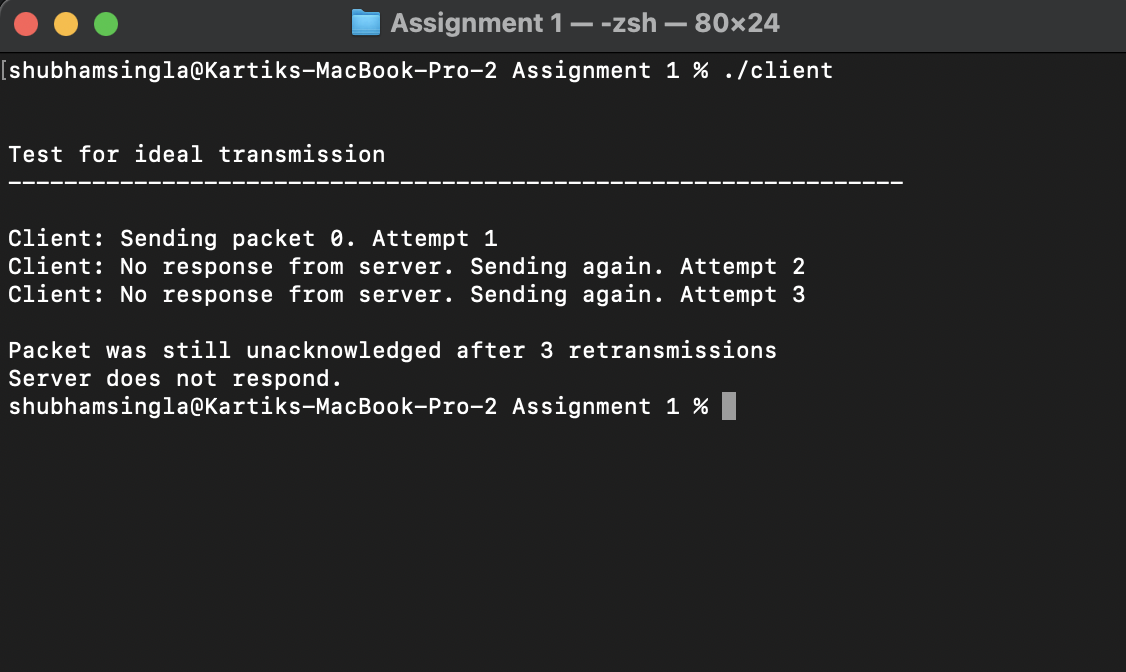 Assignment 1 — -zsh — 80×24
[shubhamsingla@Kartiks-MacBook-Pro-2 Assignment 1 % ./client
Test for ideal transmission
----------------------------------------------------------------
Client: Sending packet 0. Attempt 1
Client: No response from server. Sending again. Attempt 2
Client: No response from server. Sending again. Attempt 3
Packet was still unacknowledged after 3 retransmissions
Server does not respond.
shubhamsingla@Kartiks-MacBook-Pro-2 Assignment 1 %